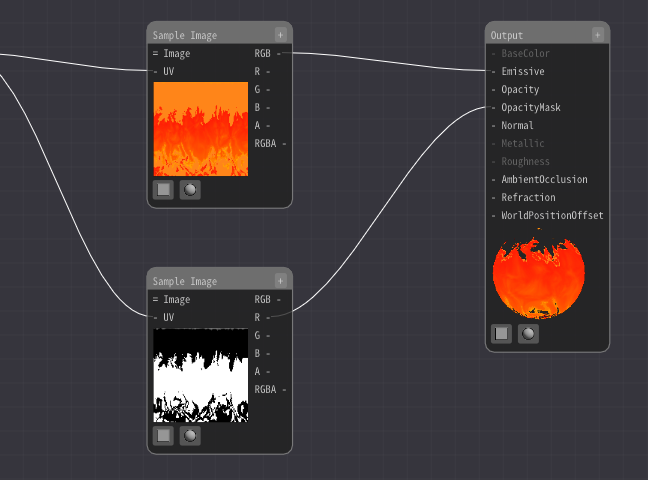 Sample Image +
= Image RGB -
- UV R -
G -
B -
A -
RGBA -
Output +
- BaseColor
- Emissive
- Opacity
- OpacityMask
- Normal
- Metallic
- Roughness
- AmbientOcclusion
- Refraction
- WorldPositionOffset
Sample Image +
= Image RGB -
- UV R -
G -
B -
A -
RGBA -